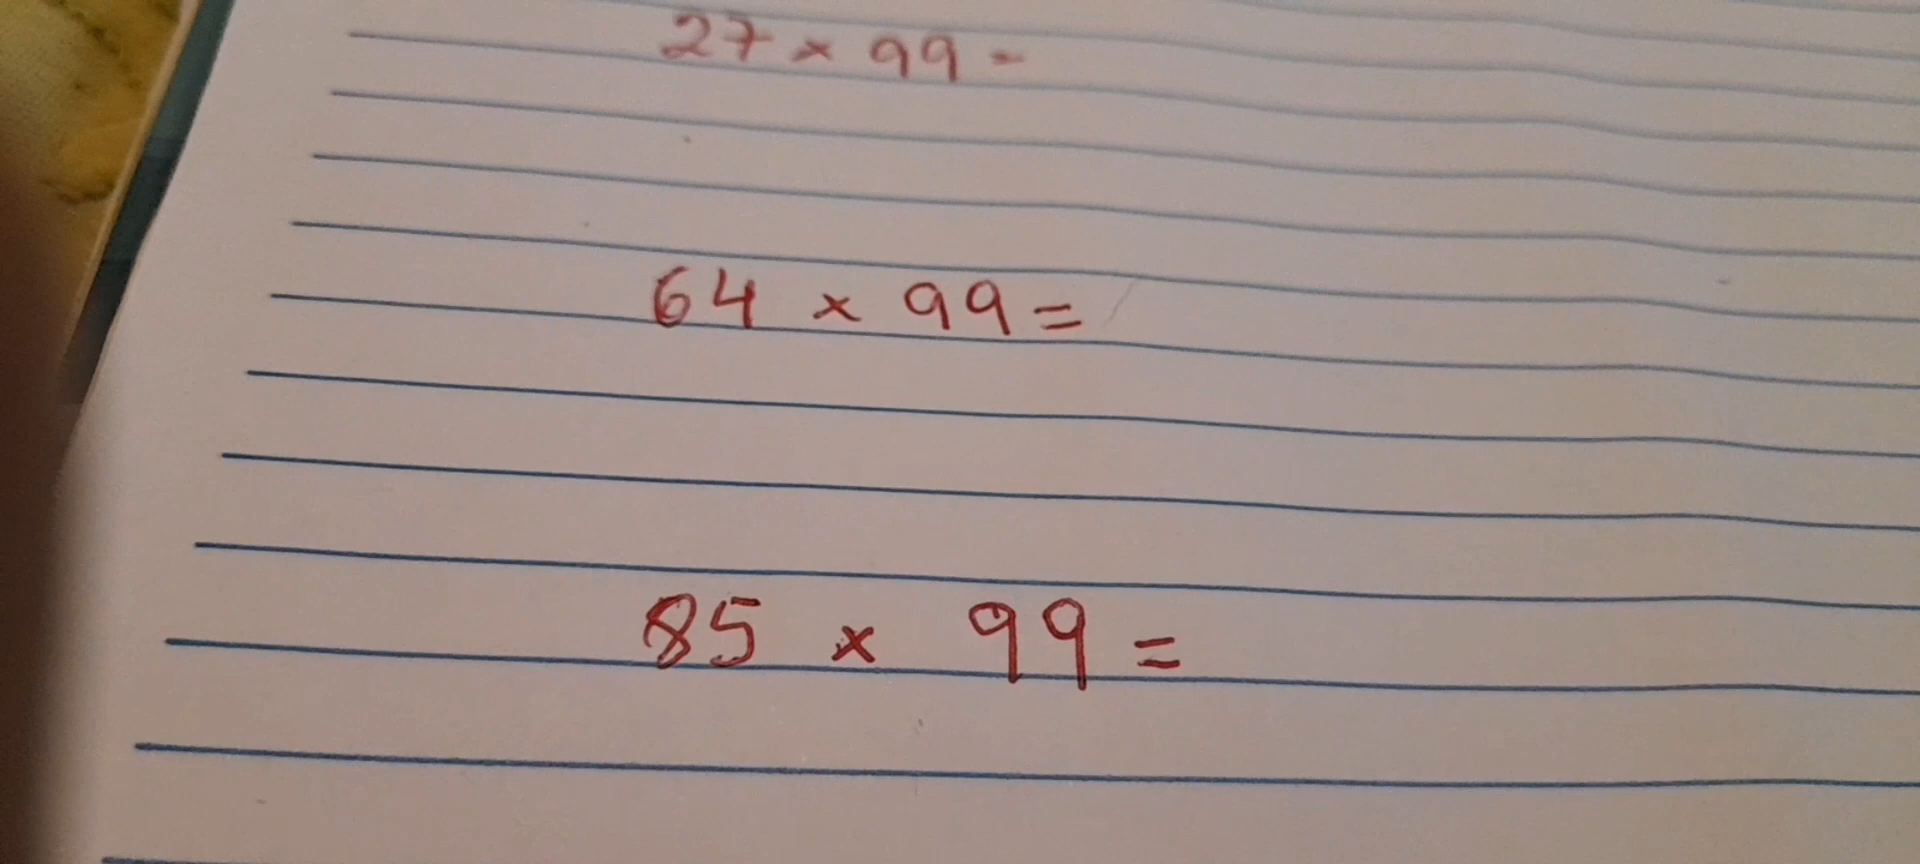 27 × 99 =
64 × 99 =
85 × 99 =